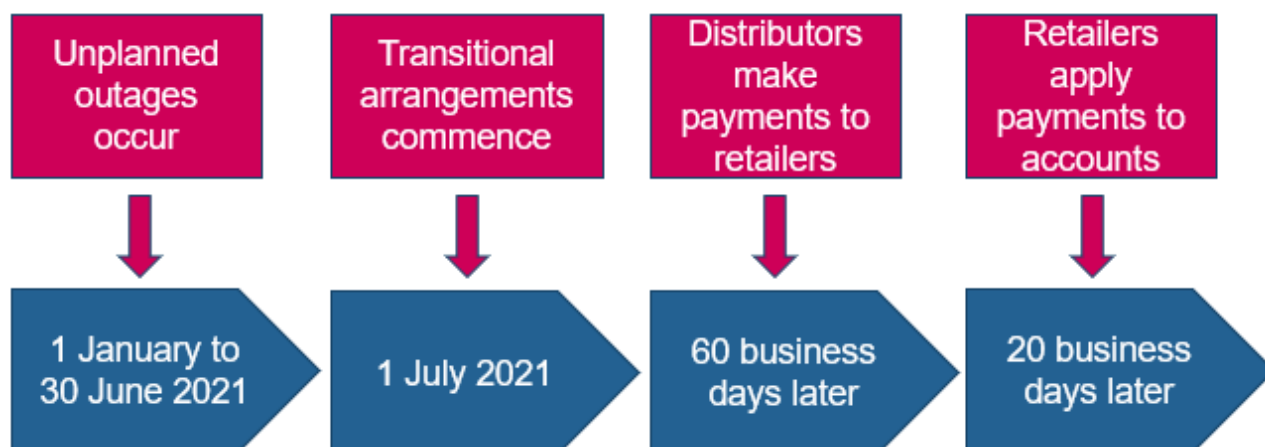 Unplanned
outages
occur
Transitional
arrangements
commence
Distributors
make
payments to
retailers
Retailers
apply
payments to
accounts
1 January to
30 June 2021
1 July 2021
60 business
days later
20 business
days later